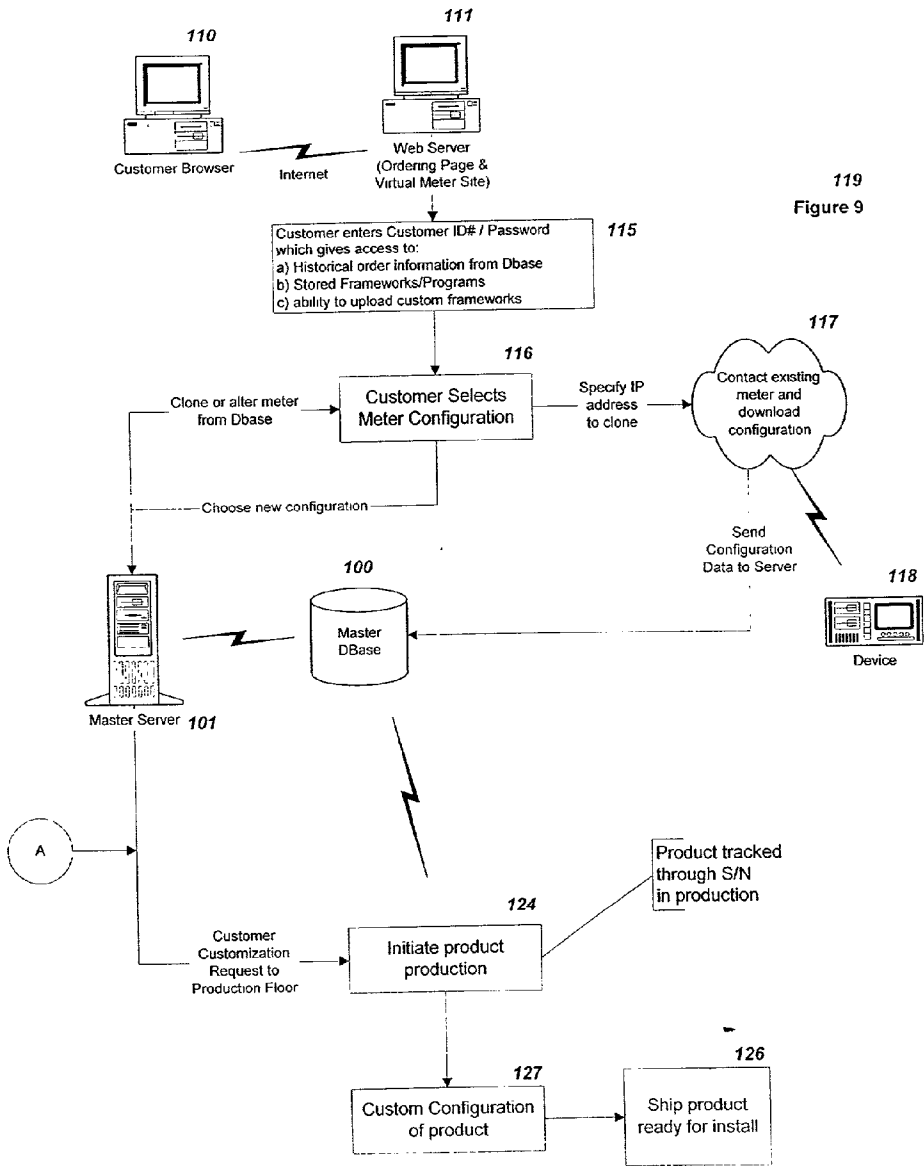 110
111
Customer Browser
Internet
Web Server
(Ordering Page &
Virtual Meter Site)
119
Figure 9
115
Customer enters Customer ID# / Password
which gives access to:
a) Historical order information from Dbase
b) Stored Frameworks/Programs
c) ability to upload custom frameworks
116
Customer Selects
Meter Configuration
Clone or alter meter
from Dbase
Specify IP
address
to clone
117
Contact existing
meter and
download
configuration
Choose new configuration
Send
Configuration
Data to Server
118
Device
100
Master
DBase
Master Server
101
A
Product tracked
through S/N
in production
124
Initiate product
production
Customer
Customization
Request to
Production Floor
127
Custom Configuration
of product
126
Ship product
ready for install